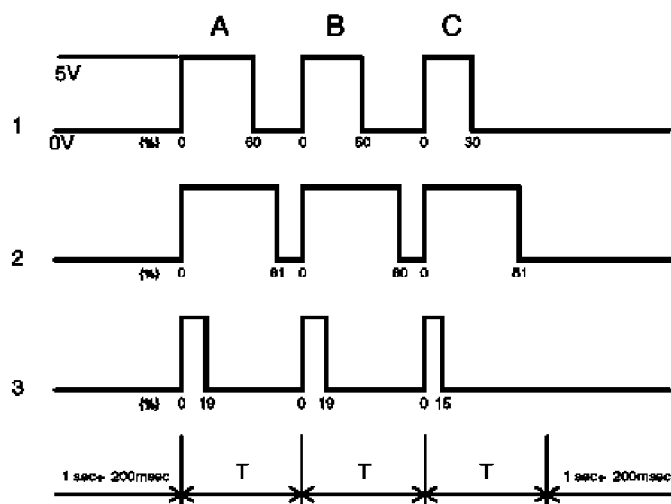 A B C
5V
1
0V (%) 0 60 0 50 0 30
2
(%) 0 81 0 80 0 81
3
(%) 0 19 0 19 0 15
1 sec+ 200msec T T T 1 sec+ 200msec